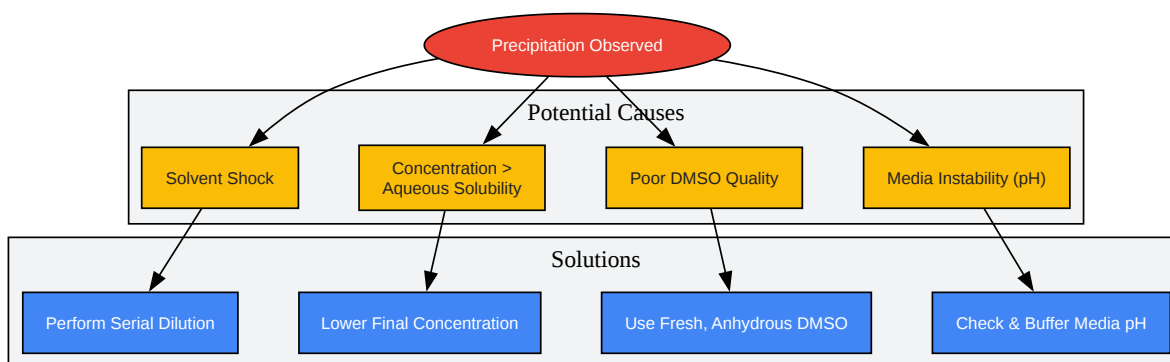 Precipitation Observed
Potential Causes
Solvent Shock
Concentration >
Aqueous Solubility
Poor DMSO Quality
Media Instability (pH)
Solutions
Perform Serial Dilution
Lower Final Concentration
Use Fresh, Anhydrous DMSO
Check & Buffer Media pH